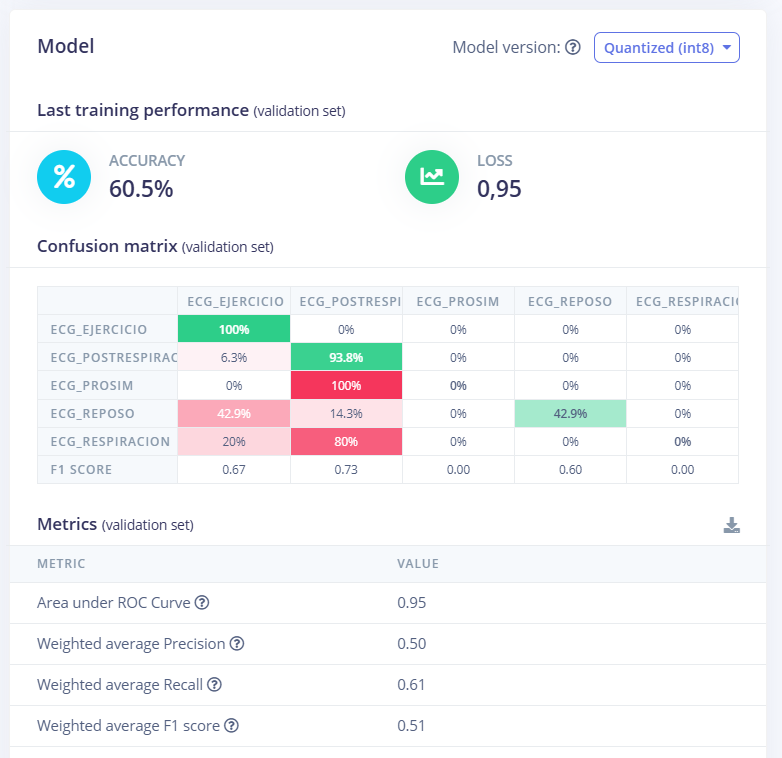 Model
Model version: Quantized (int8)
Last training performance (validation set)
% ACCURACY
60.5%
LOSS
0,95
Confusion matrix (validation set)
ECG_EJERCICIO ECG_POSTRESPI ECG_PROSIM ECG_REPOSO ECG_RESPIRACIO
ECG_EJERCICIO 100% 0% 0% 0% 0%
ECG_POSTRESPIRAC 6.3% 93.8% 0% 0% 0%
ECG_PROSIM 0% 100% 0% 0% 0%
ECG_REPOSO 42.9% 14.3% 0% 42.9% 0%
ECG_RESPIRACION 20% 80% 0% 0% 0%
F1 SCORE 0.67 0.73 0.00 0.60 0.00
Metrics (validation set)
METRIC VALUE
Area under ROC Curve 0.95
Weighted average Precision 0.50
Weighted average Recall 0.61
Weighted average F1 score 0.51